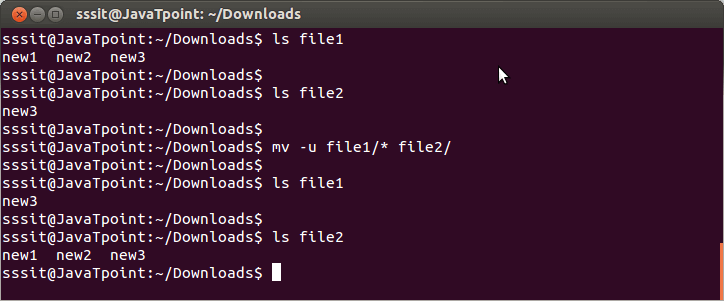 sssit@JavaTpoint: ~/Downloads
sssit@JavaTpoint:~/Downloads$ ls file1
new1  new2  new3
sssit@JavaTpoint:~/Downloads$
sssit@JavaTpoint:~/Downloads$ ls file2
new3
sssit@JavaTpoint:~/Downloads$
sssit@JavaTpoint:~/Downloads$ mv -u file1/* file2/
sssit@JavaTpoint:~/Downloads$
sssit@JavaTpoint:~/Downloads$ ls file1
new3
sssit@JavaTpoint:~/Downloads$
sssit@JavaTpoint:~/Downloads$ ls file2
new1  new2  new3
sssit@JavaTpoint:~/Downloads$